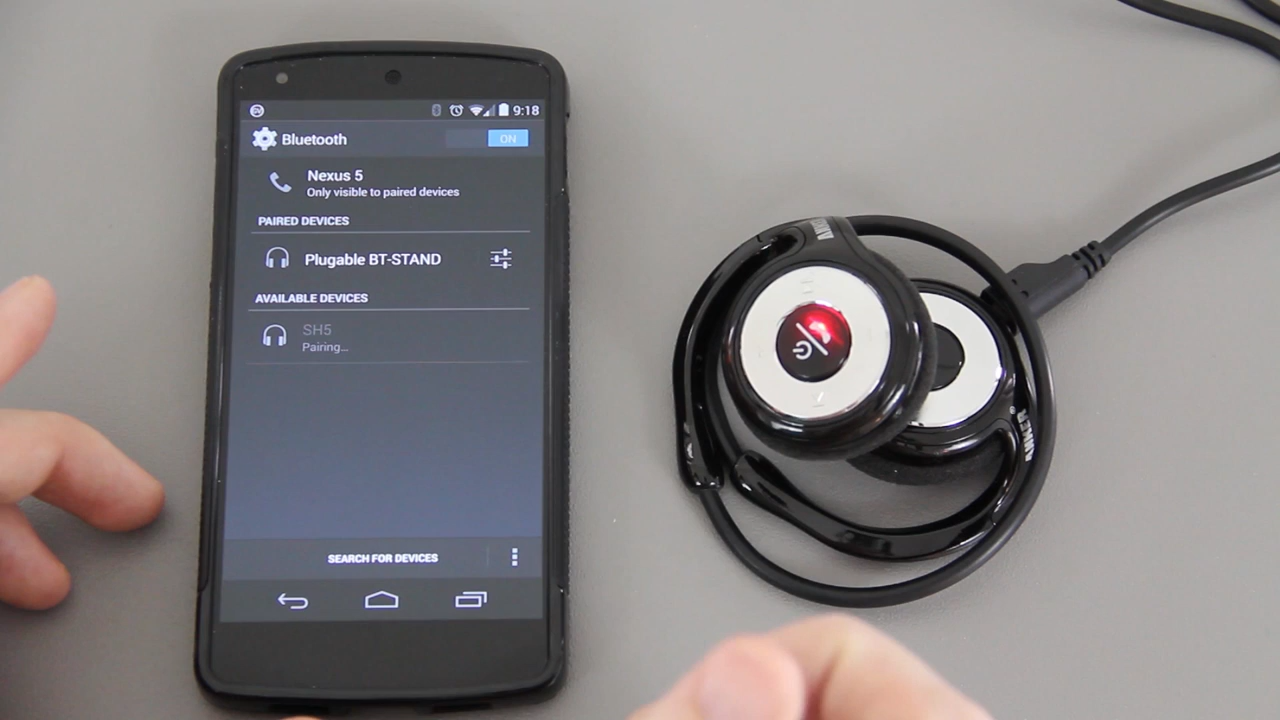 9:18
Bluetooth
ON
Nexus 5
Only visible to paired devices
PAIRED DEVICES
Plugable BT-STAND
AVAILABLE DEVICES
SH5
Pairing...
SEARCH FOR DEVICES
ANKER
ANKER®